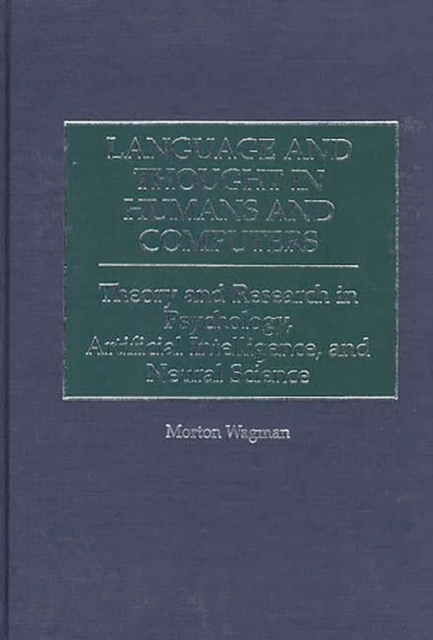 LANGUAGE AND
THOUGHT IN
HUMANS AND
COMPUTERS
Theory and Research in
Psychology,
Artificial Intelligence, and
Neural Science
Morton Wagman